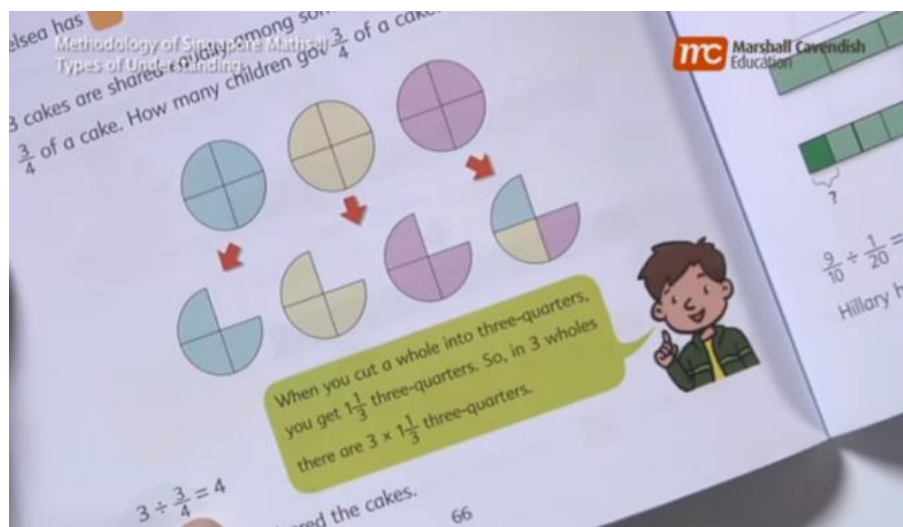 elsea has
Methodology of Singapore Maths
Types of Understanding
3 cakes are shared equally among
3/4 of a cake. How many children got 3/4 of a cake
mc Marshall Cavendish
Education
When you cut a whole into three-quarters,
you get 1 1/3 three-quarters. So, in 3 wholes
there are 3 × 1 1/3 three-quarters.
?
9/10 ÷ 1/20 =
Hillary
3 ÷ 3/4 = 4
the cakes.
66